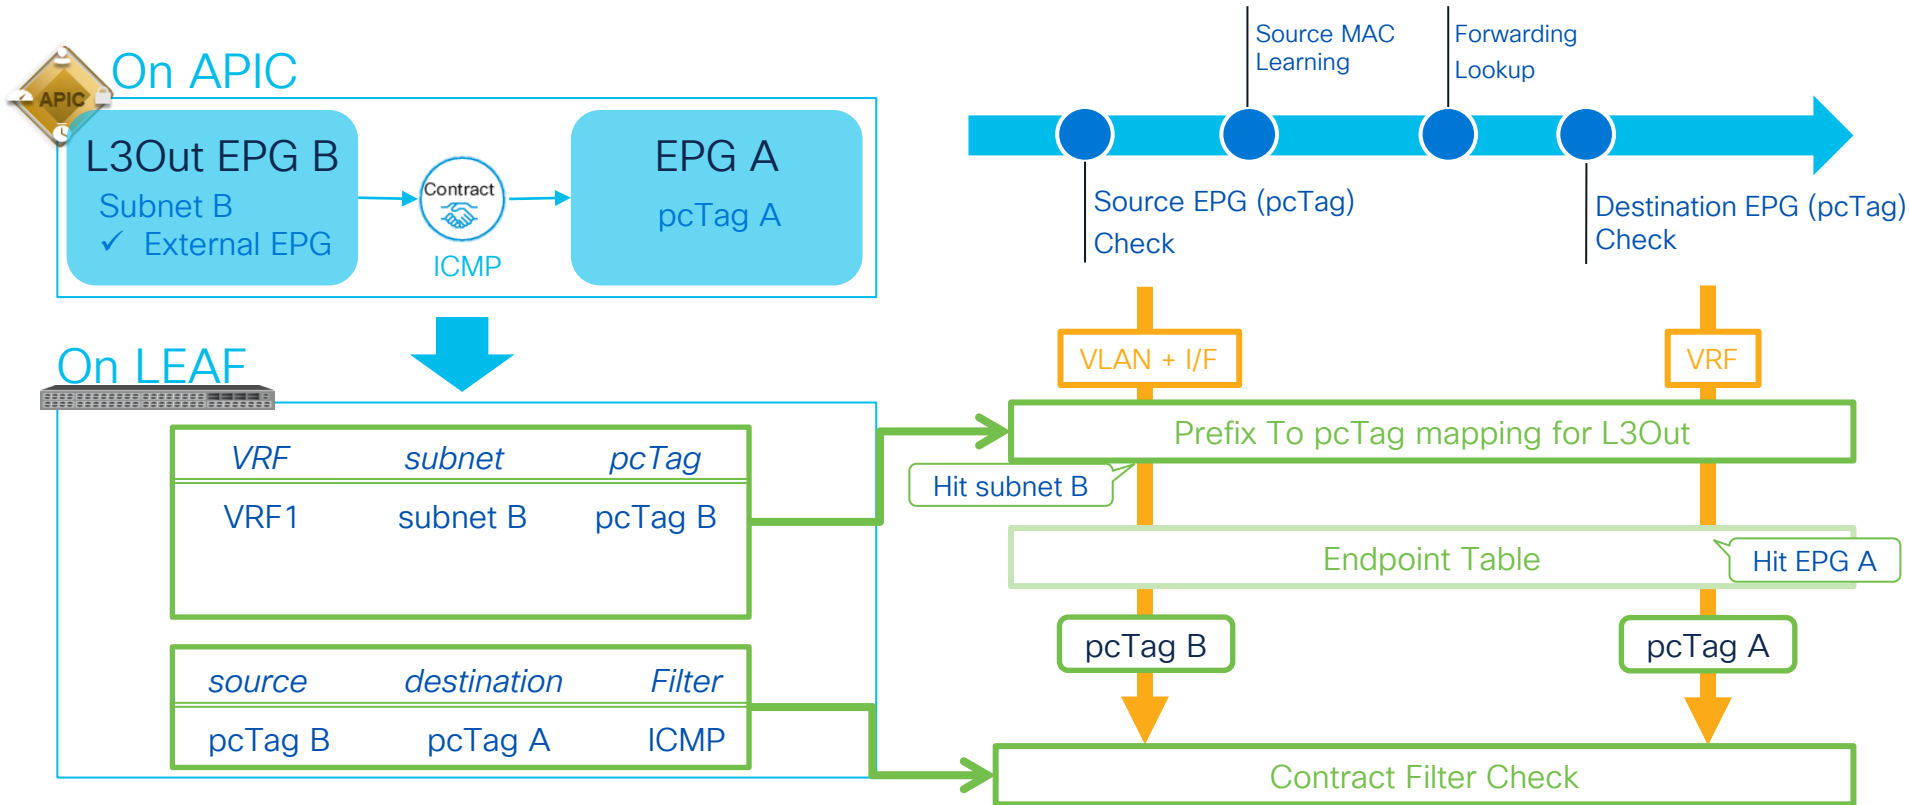 On APIC
APIC
L3Out EPG B
Subnet B
✓ External EPG
Contract
ICMP
EPG A
pcTag A
Source MAC
Learning
Forwarding
Lookup
Source EPG (pcTag)
Check
Destination EPG (pcTag)
Check
On LEAF
VRF subnet pcTag
VRF1 subnet B pcTag B
source destination Filter
pcTag B pcTag A ICMP
VLAN + I/F
VRF
Prefix To pcTag mapping for L3Out
Hit subnet B
Endpoint Table
Hit EPG A
pcTag B
pcTag A
Contract Filter Check